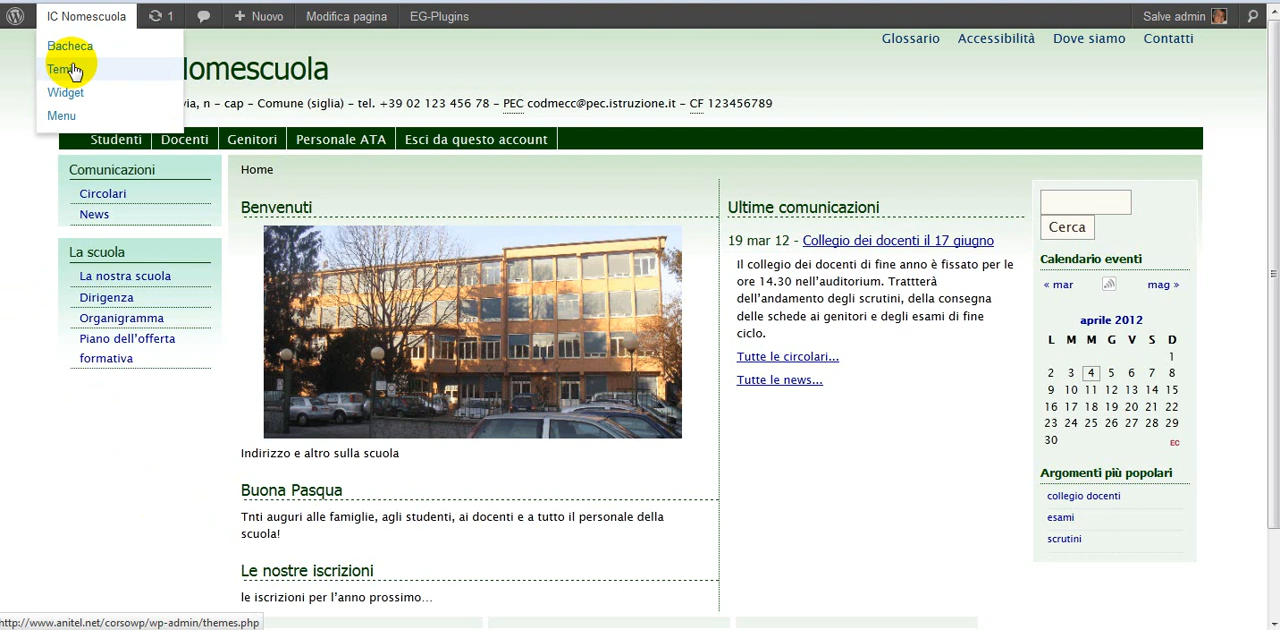 IC Nomescuola 1 Nuovo Modifica pagina EG-Plugins Salve admin
Bacheca
Widget
Menu
Glossario Accessibilità Dove siamo Contatti
via, n – cap – Comune (siglia) – tel. +39 02 123 456 78 – PEC codmecc@pec.istruzione.it – CF 123456789
Studenti Docenti Genitori Personale ATA Esci da questo account
Comunicazioni
Circolari
News
La scuola
La nostra scuola
Dirigenza
Organigramma
Piano dell'offerta
formativa
Home
Benvenuti
Indirizzo e altro sulla scuola
Buona Pasqua
Tnti auguri alle famiglie, agli studenti, ai docenti e a tutto il personale della
scuola!
Le nostre iscrizioni
le iscrizioni per l'anno prossimo...
Ultime comunicazioni
19 mar 12 - Collegio dei docenti il 17 giugno
Il collegio dei docenti di fine anno è fissato per le
ore 14.30 nell'auditorium. Trattterà
dell'andamento degli scrutini, della consegna
delle schede ai genitori e degli esami di fine
ciclo.
Tutte le circolari...
Tutte le news...
Cerca
Calendario eventi
« mar mag »
aprile 2012
L M M G V S D
1
2 3 4 5 6 7 8
9 10 11 12 13 14 15
16 17 18 19 20 21 22
23 24 25 26 27 28 29
30 EC
Argomenti più popolari
collegio docenti
esami
scrutini
http://www.anitel.net/corsowp/wp-admin/themes.php